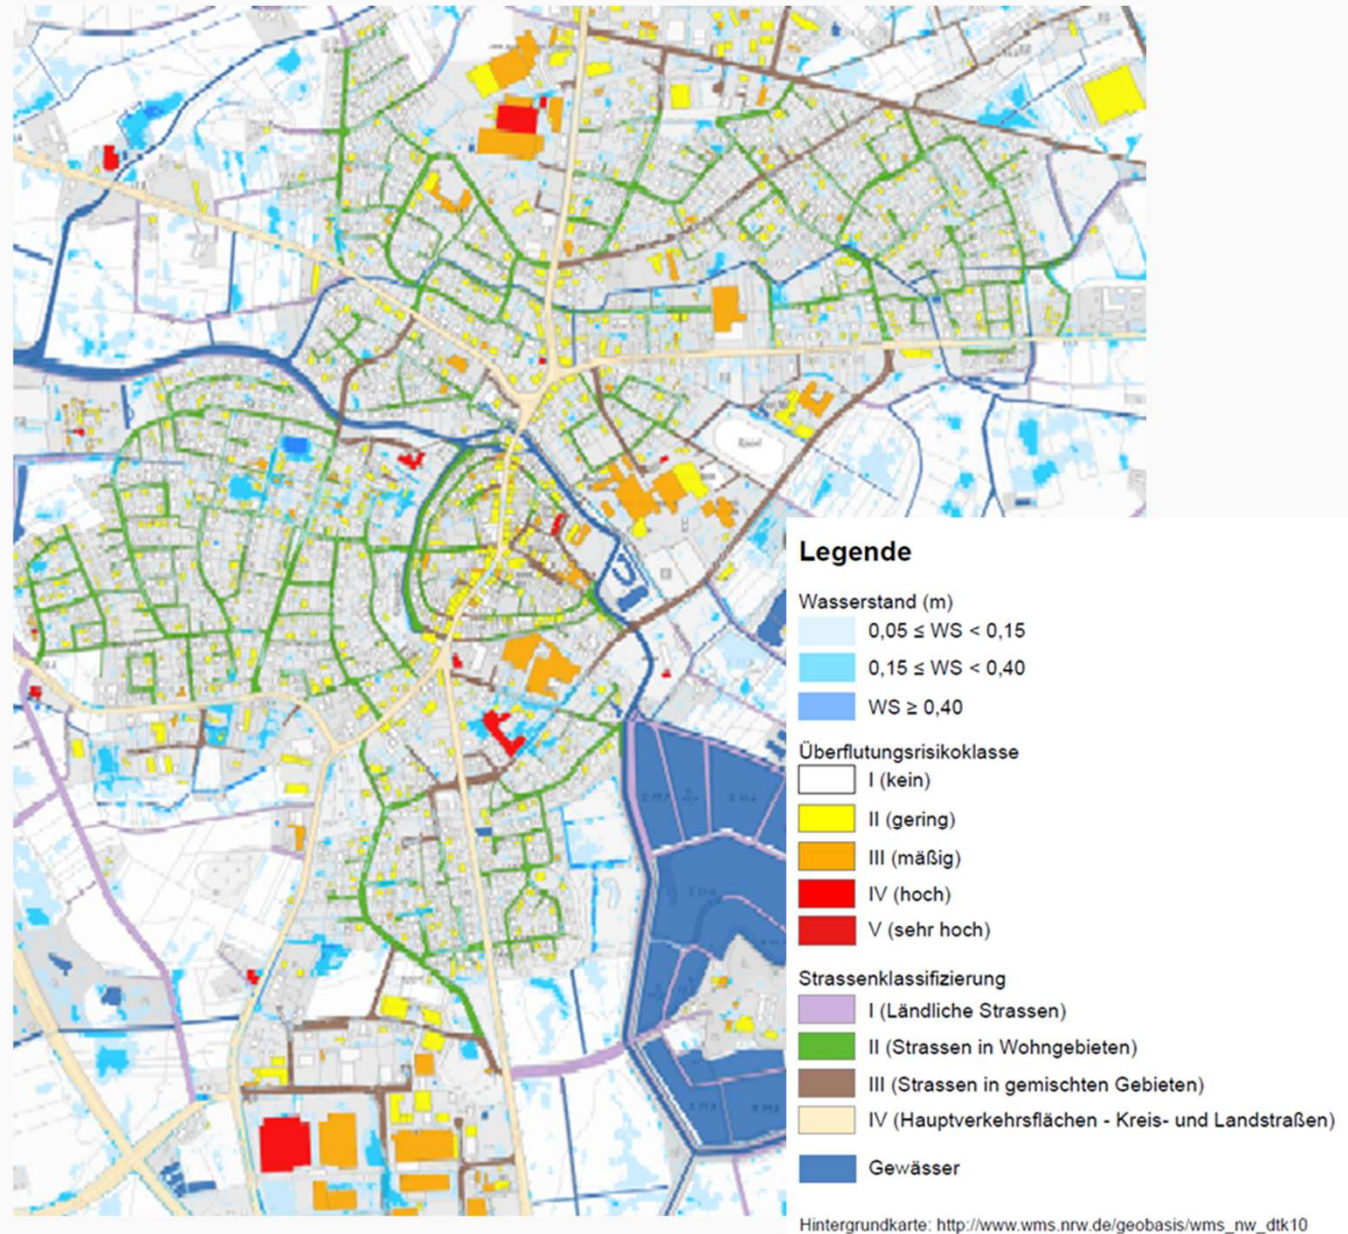 Legende
Wasserstand (m)
0,05 ≤ WS < 0,15
0,15 ≤ WS < 0,40
WS ≥ 0,40
Überflutungsrisikoklasse
I (kein)
II (gering)
III (mäßig)
IV (hoch)
V (sehr hoch)
Strassenklassifizierung
I (Ländliche Strassen)
II (Strassen in Wohngebieten)
III (Strassen in gemischten Gebieten)
IV (Hauptverkehrsflächen - Kreis- und Landstraßen)
Gewässer
Hintergrundkarte: http://www.wms.nrw.de/geobasis/wms_nw_dtk10